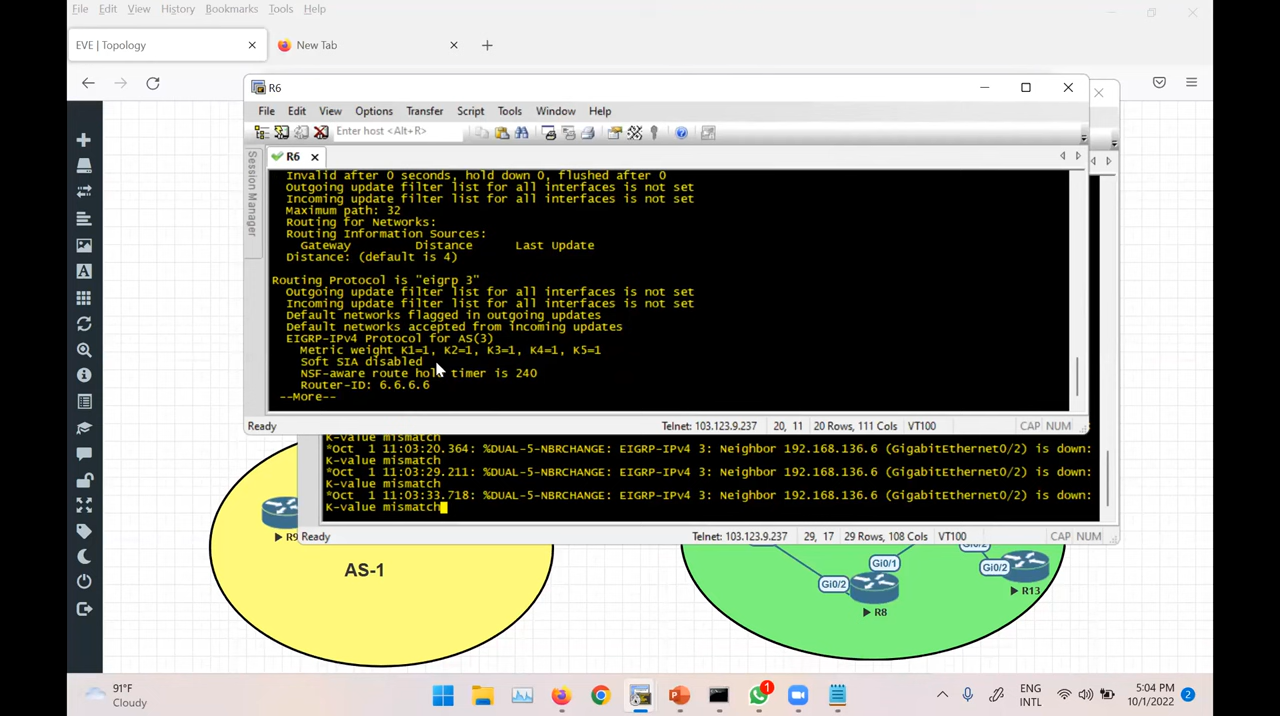 File Edit View History Bookmarks Tools Help
EVE | Topology
New Tab
R6
File Edit View Options Transfer Script Tools Window Help
Enter host <Alt+R>
R6
Session Manager
Invalid after 0 seconds, hold down 0, flushed after 0
Outgoing update filter list for all interfaces is not set
Incoming update filter list for all interfaces is not set
Maximum path: 32
Routing for Networks:
Routing Information Sources:
Gateway Distance Last Update
Distance: (default is 4)
Routing Protocol is "eigrp 3"
Outgoing update filter list for all interfaces is not set
Incoming update filter list for all interfaces is not set
Default networks flagged in outgoing updates
Default networks accepted from incoming updates
EIGRP-IPv4 Protocol for AS(3)
Metric weight K1=1, K2=1, K3=1, K4=1, K5=1
Soft SIA disabled
NSF-aware route hold timer is 240
Router-ID: 6.6.6.6
--More--
Ready Telnet: 103.123.9.237 20, 11 20 Rows, 111 Cols VT100 CAP NUM
K-value mismatch
*Oct 1 11:03:20.364: %DUAL-5-NBRCHANGE: EIGRP-IPv4 3: Neighbor 192.168.136.6 (GigabitEthernet0/2) is down:
K-value mismatch
*Oct 1 11:03:29.211: %DUAL-5-NBRCHANGE: EIGRP-IPv4 3: Neighbor 192.168.136.6 (GigabitEthernet0/2) is down:
K-value mismatch
*Oct 1 11:03:33.718: %DUAL-5-NBRCHANGE: EIGRP-IPv4 3: Neighbor 192.168.136.6 (GigabitEthernet0/2) is down:
K-value mismatch
Ready Telnet: 103.123.9.237 29, 17 29 Rows, 108 Cols VT100 CAP NUM
R9
AS-1
Gi0/2
Gi0/1
Gi0/2
Gi0/2
R13
R8
91°F
Cloudy
1
ENG
INTL
5:04 PM
10/1/2022
2